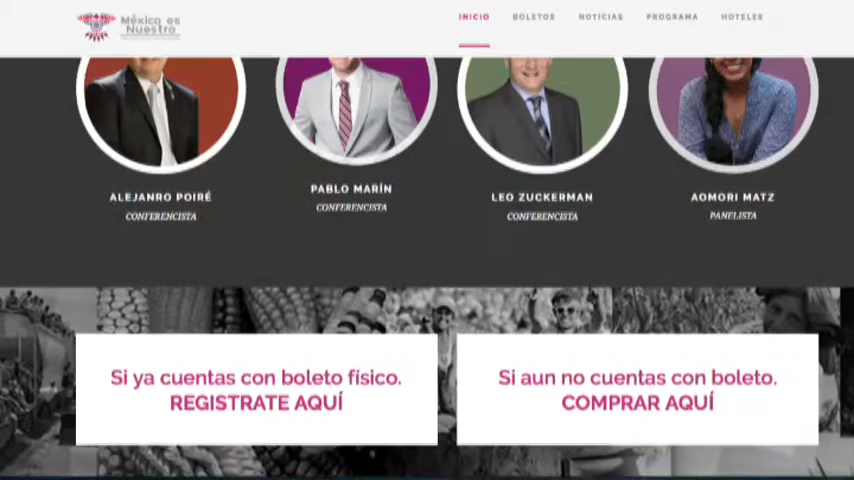 México es
Nuestro
INICIO BOLETOS NOTICIAS PROGRAMA HOTELES
ALEJANRO POIRÉ
CONFERENCISTA
PABLO MARÍN
CONFERENCISTA
LEO ZUCKERMAN
CONFERENCISTA
AOMORI MATZ
PANELISTA
Si ya cuentas con boleto físico.
REGISTRATE AQUÍ
Si aun no cuentas con boleto.
COMPRAR AQUÍ